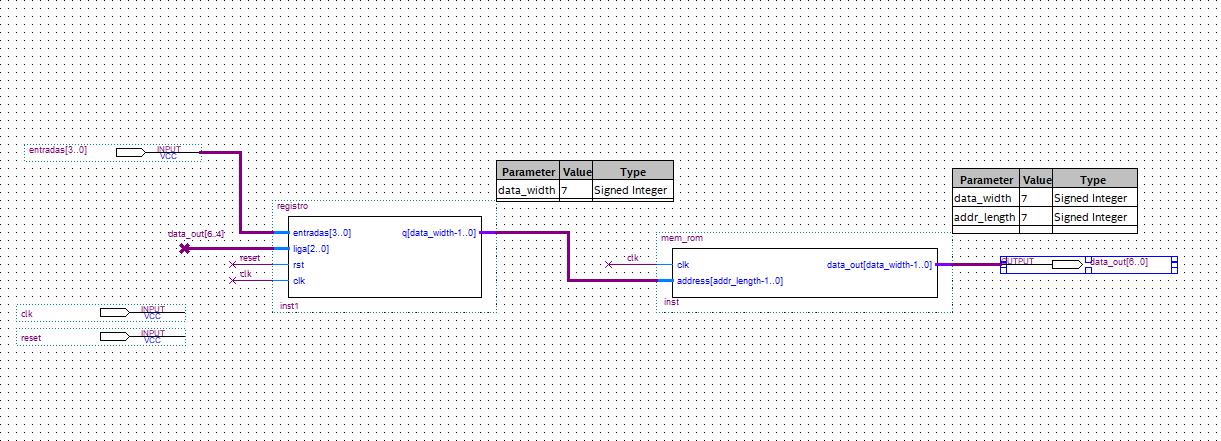 entradas[3..0] INPUT VCC
Parameter Value Type
data_width 7 Signed Integer
Parameter Value Type
data_width 7 Signed Integer
addr_length 7 Signed Integer
registro
data_out[6..4]
entradas[3..0] q[data_width-1..0]
liga[2..0]
reset rst
clk clk
inst1
mem_rom
clk clk data_out[data_width-1..0]
address[addr_length-1..0]
inst
OUTPUT data_out[6..0]
clk INPUT VCC
reset INPUT VCC